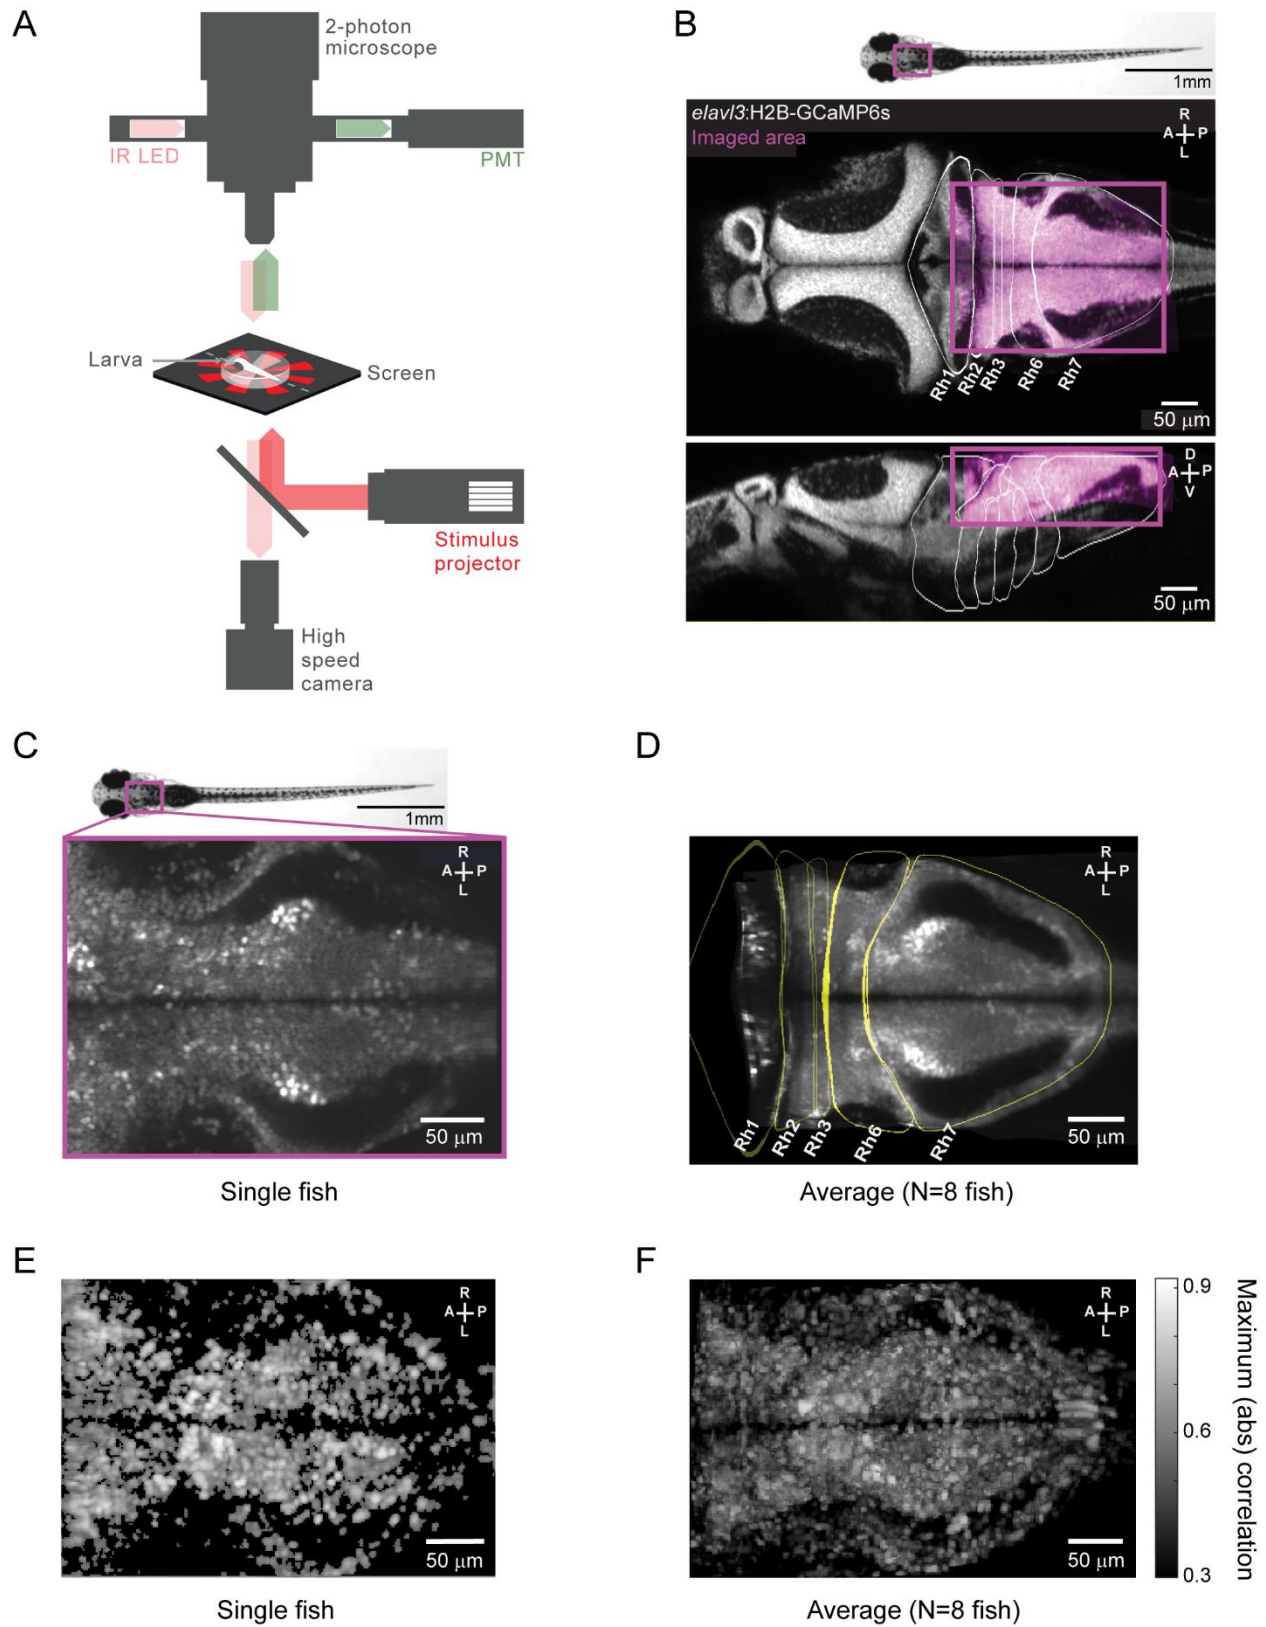 A
2-photon
microscope
IR LED
PMT
Larva
Screen
Stimulus
projector
High
speed
camera
B
1mm
elavl3:H2B-GCaMP6s
Imaged area
R
A P
L
Rh1
Rh2
Rh3
Rh6
Rh7
50 µm
D
A P
V
50 µm
C
1mm
R
A P
L
50 µm
Single fish
D
R
A P
L
Rh1
Rh2
Rh3
Rh6
Rh7
50 µm
Average (N=8 fish)
E
R
A P
L
50 µm
Single fish
F
R
A P
L
50 µm
Average (N=8 fish)
0.9
0.6
0.3
Maximum (abs) correlation